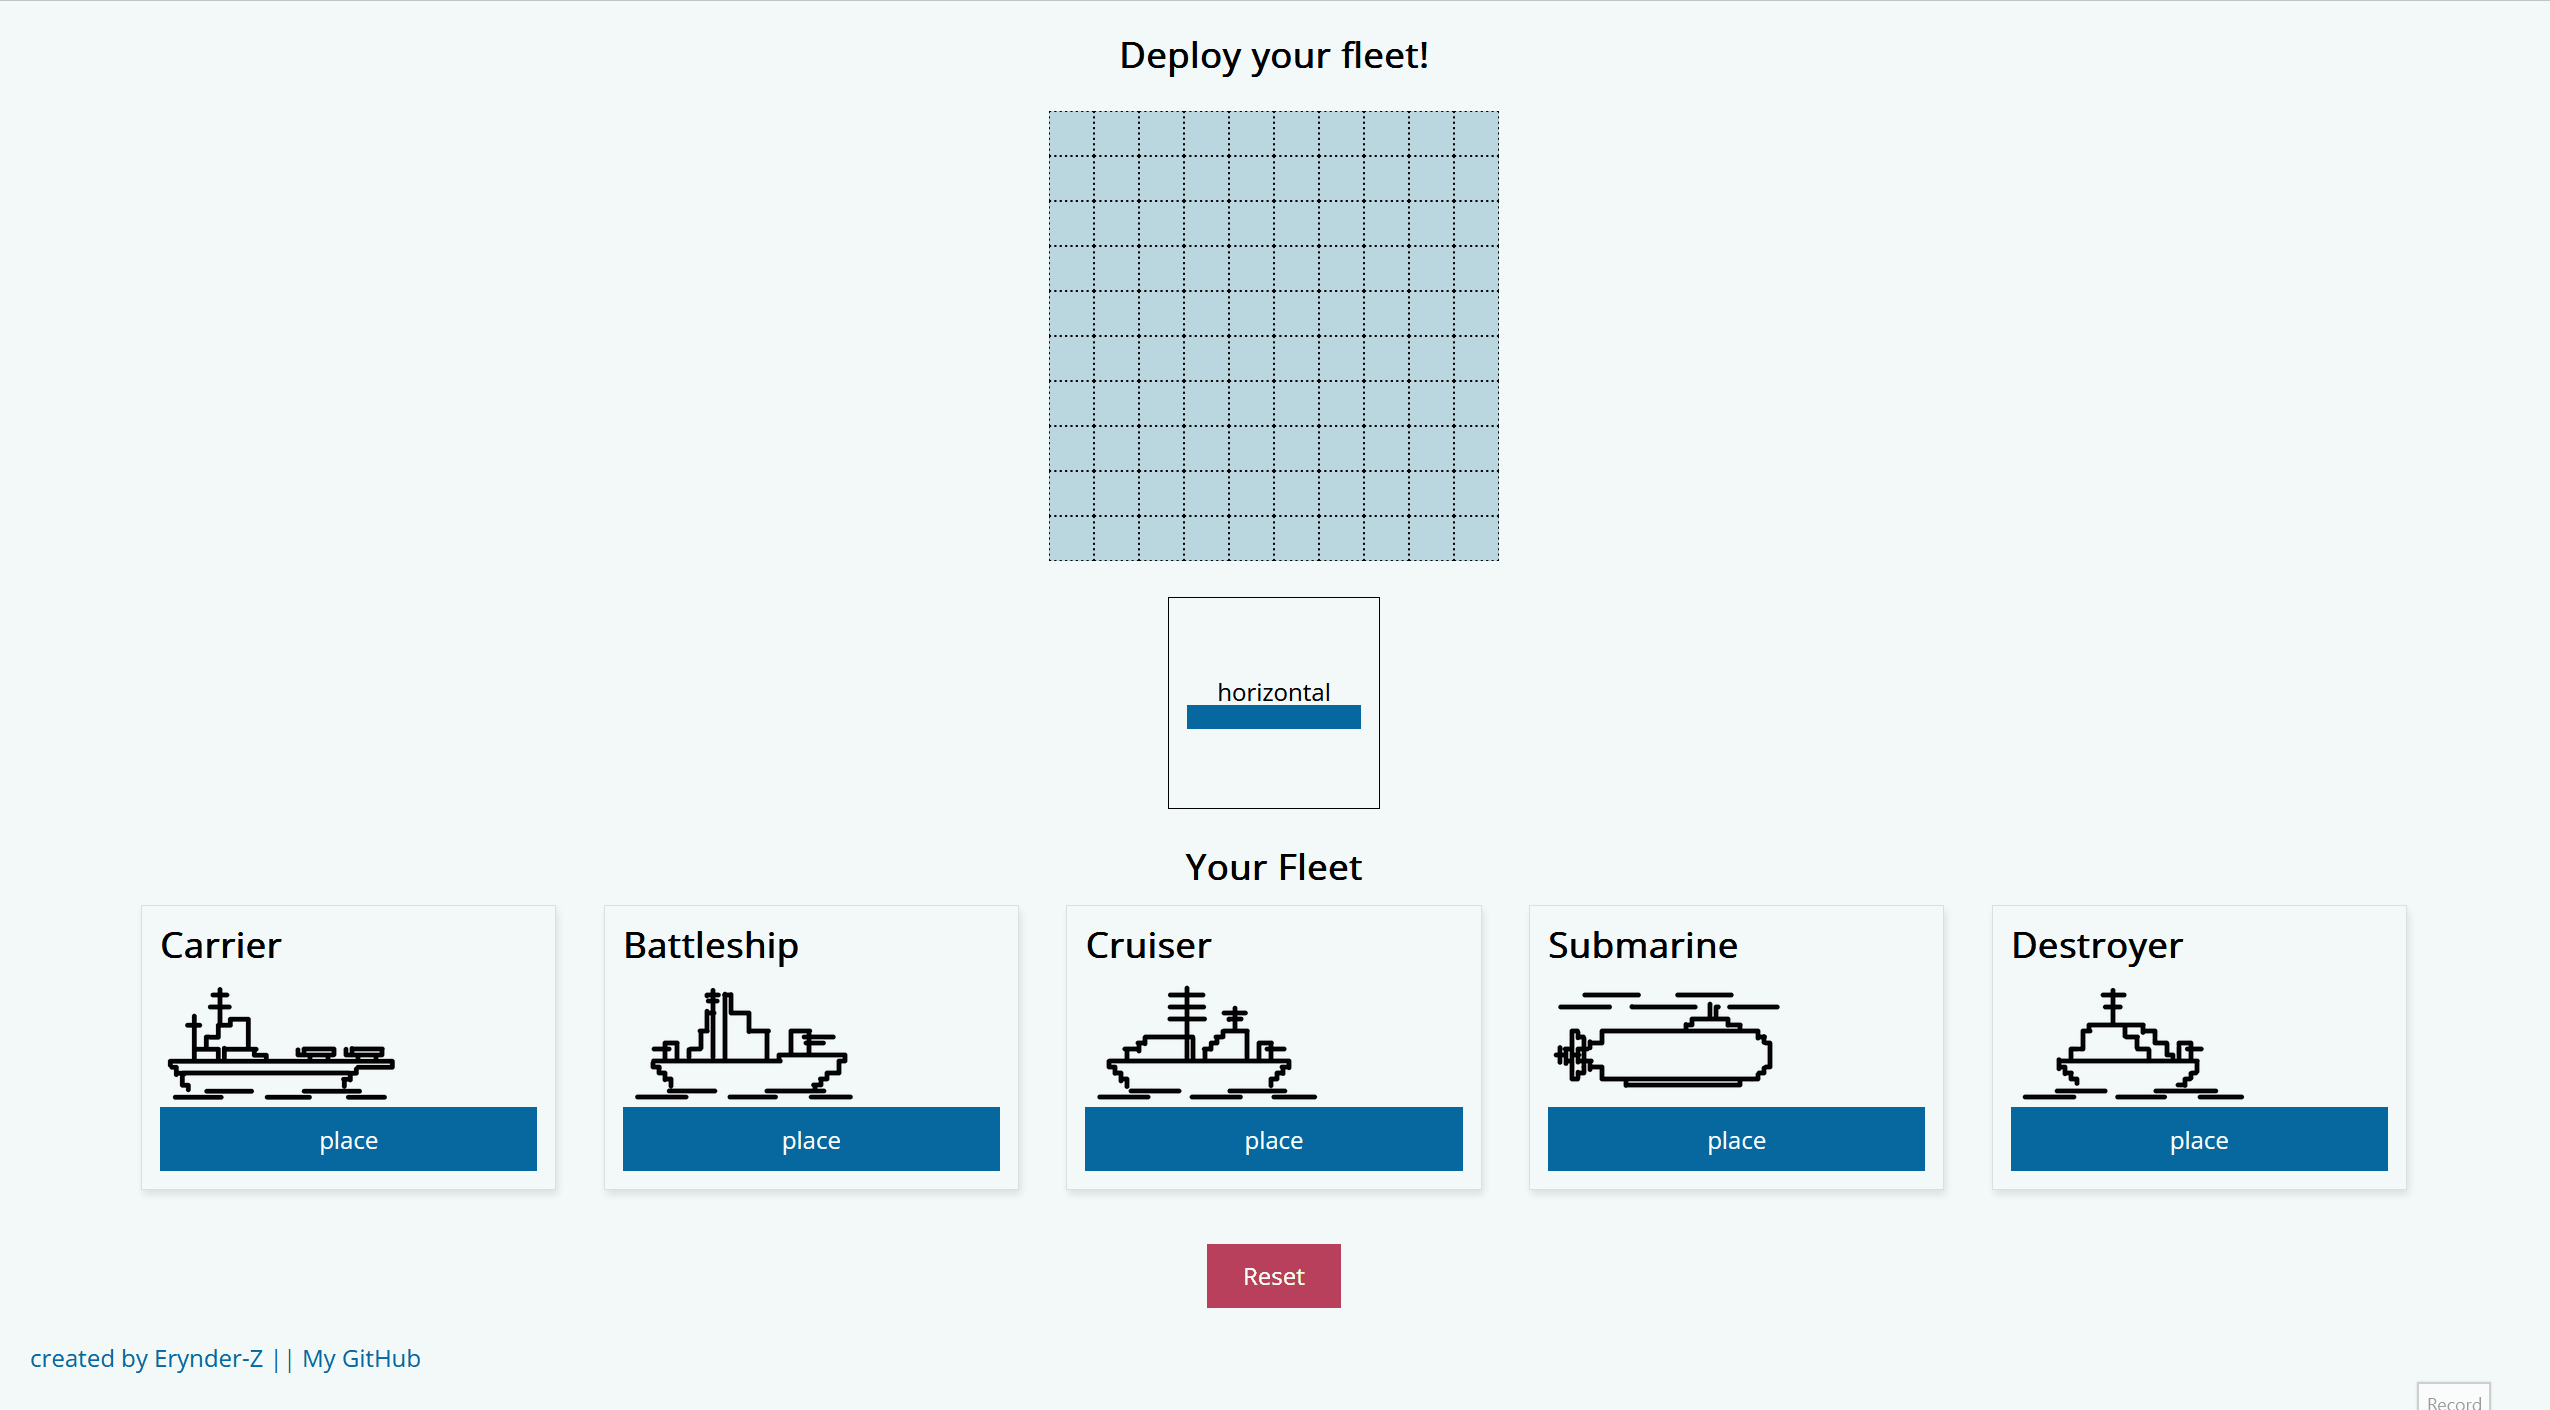 Deploy your fleet!
horizontal
Your Fleet
Carrier
Battleship
Cruiser
Submarine
Destroyer
place
place
place
place
place
Reset
created by Erynder-Z || My GitHub
Record